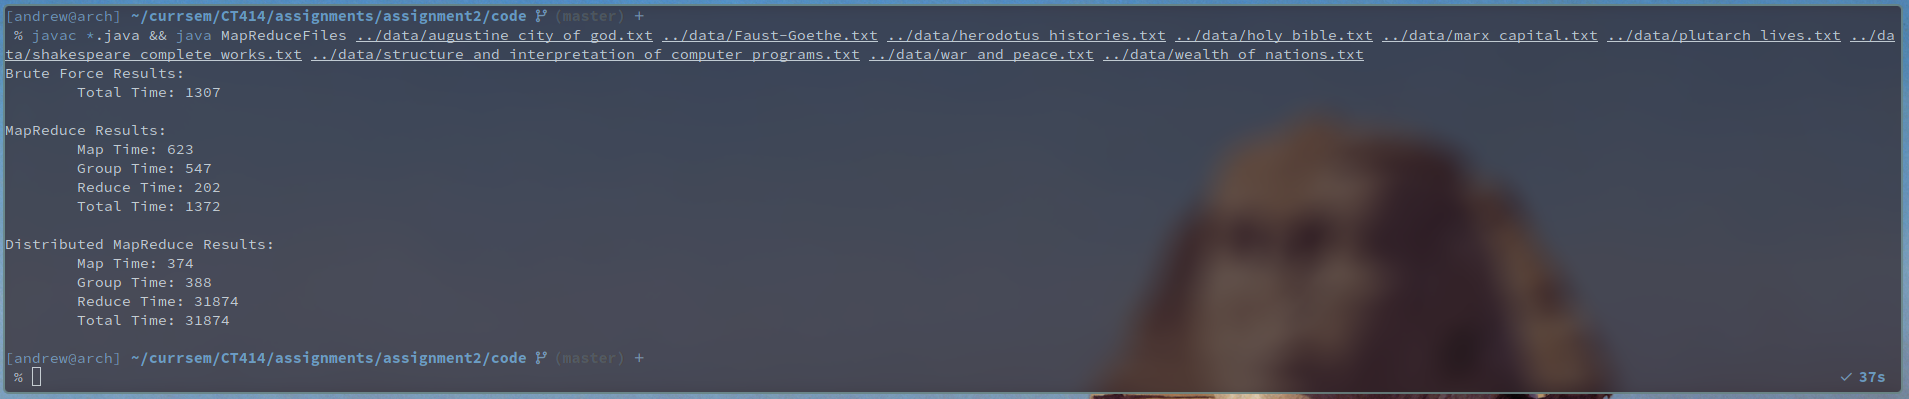 [andrew@arch] ~/currsem/CT414/assignments/assignment2/code (master) +
% javac *.java && java MapReduceFiles ../data/augustine_city_of_god.txt ../data/Faust-Goethe.txt ../data/herodotus_histories.txt ../data/holy_bible.txt ../data/marx_capital.txt ../data/plutarch_lives.txt ../da
ta/shakespeare_complete_works.txt ../data/structure_and_interpretation_of_computer_programs.txt ../data/war_and_peace.txt ../data/wealth_of_nations.txt
Brute Force Results:
Total Time: 1307
MapReduce Results:
Map Time: 623
Group Time: 547
Reduce Time: 202
Total Time: 1372
Distributed MapReduce Results:
Map Time: 374
Group Time: 388
Reduce Time: 31874
Total Time: 31874
[andrew@arch] ~/currsem/CT414/assignments/assignment2/code (master) +
% ✓ 37s